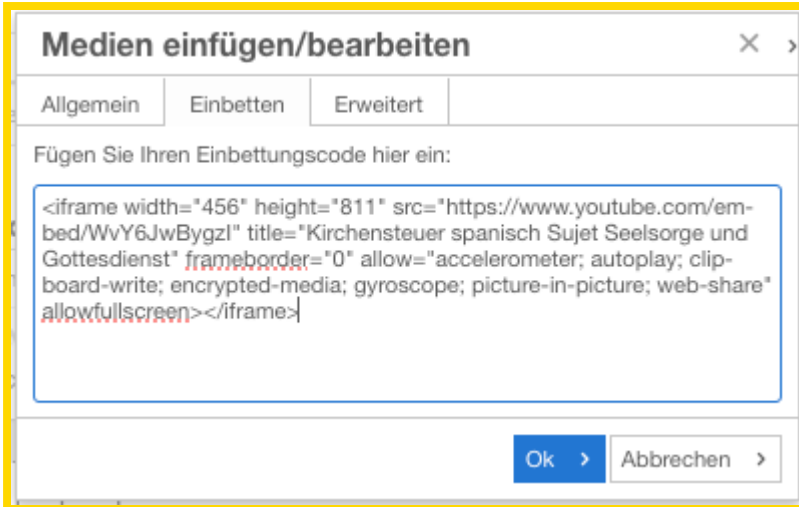 Medien einfügen/bearbeiten
Allgemein Einbetten Erweitert
Fügen Sie Ihren Einbettungscode hier ein:
<iframe width="456" height="811" src="https://www.youtube.com/em-
bed/WvY6JwBygzI" title="Kirchensteuer spanisch Sujet Seelsorge und
Gottesdienst" frameborder="0" allow="accelerometer; autoplay; clip-
board-write; encrypted-media; gyroscope; picture-in-picture; web-share"
allowfullscreen></iframe>
Ok Abbrechen